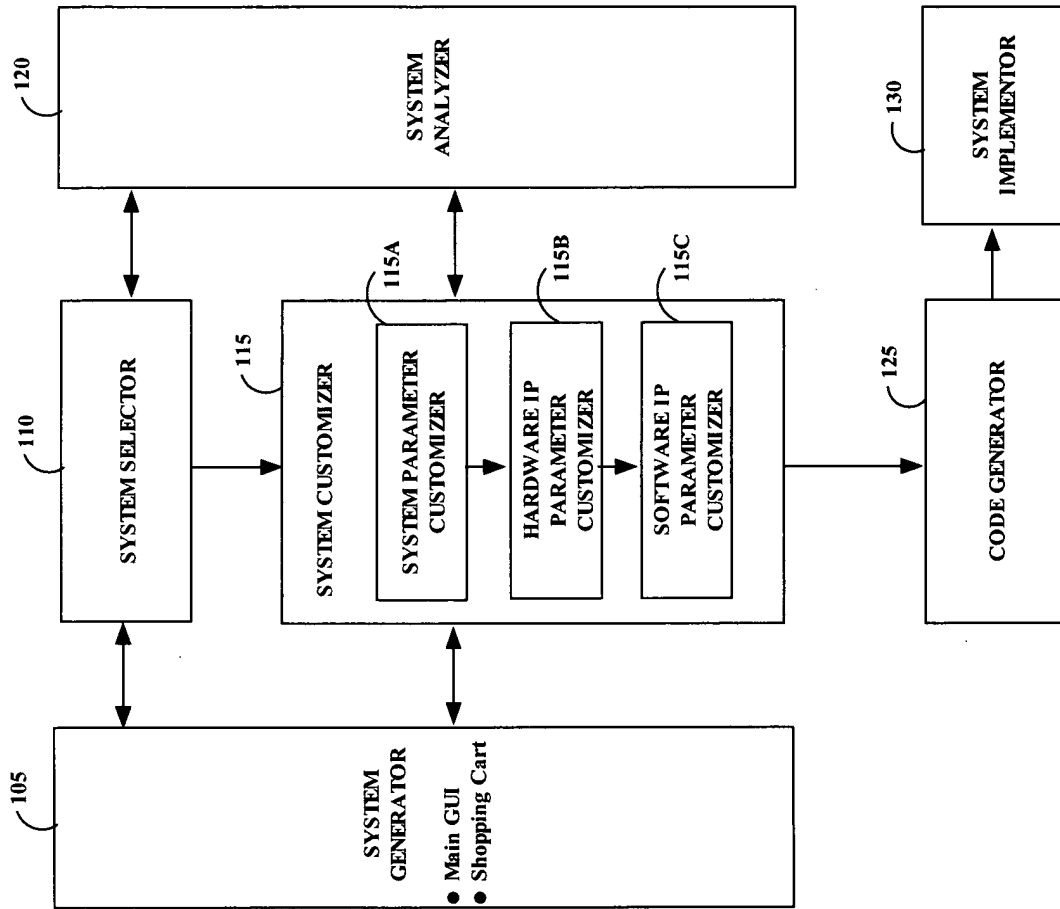 105
SYSTEM
GENERATOR
● Main GUI
● Shopping Cart
110
SYSTEM SELECTOR
115
SYSTEM CUSTOMIZER
115A
SYSTEM PARAMETER
CUSTOMIZER
115B
HARDWARE IP
PARAMETER
CUSTOMIZER
115C
SOFTWARE IP
PARAMETER
CUSTOMIZER
120
SYSTEM
ANALYZER
125
CODE GENERATOR
130
SYSTEM
IMPLEMENTOR